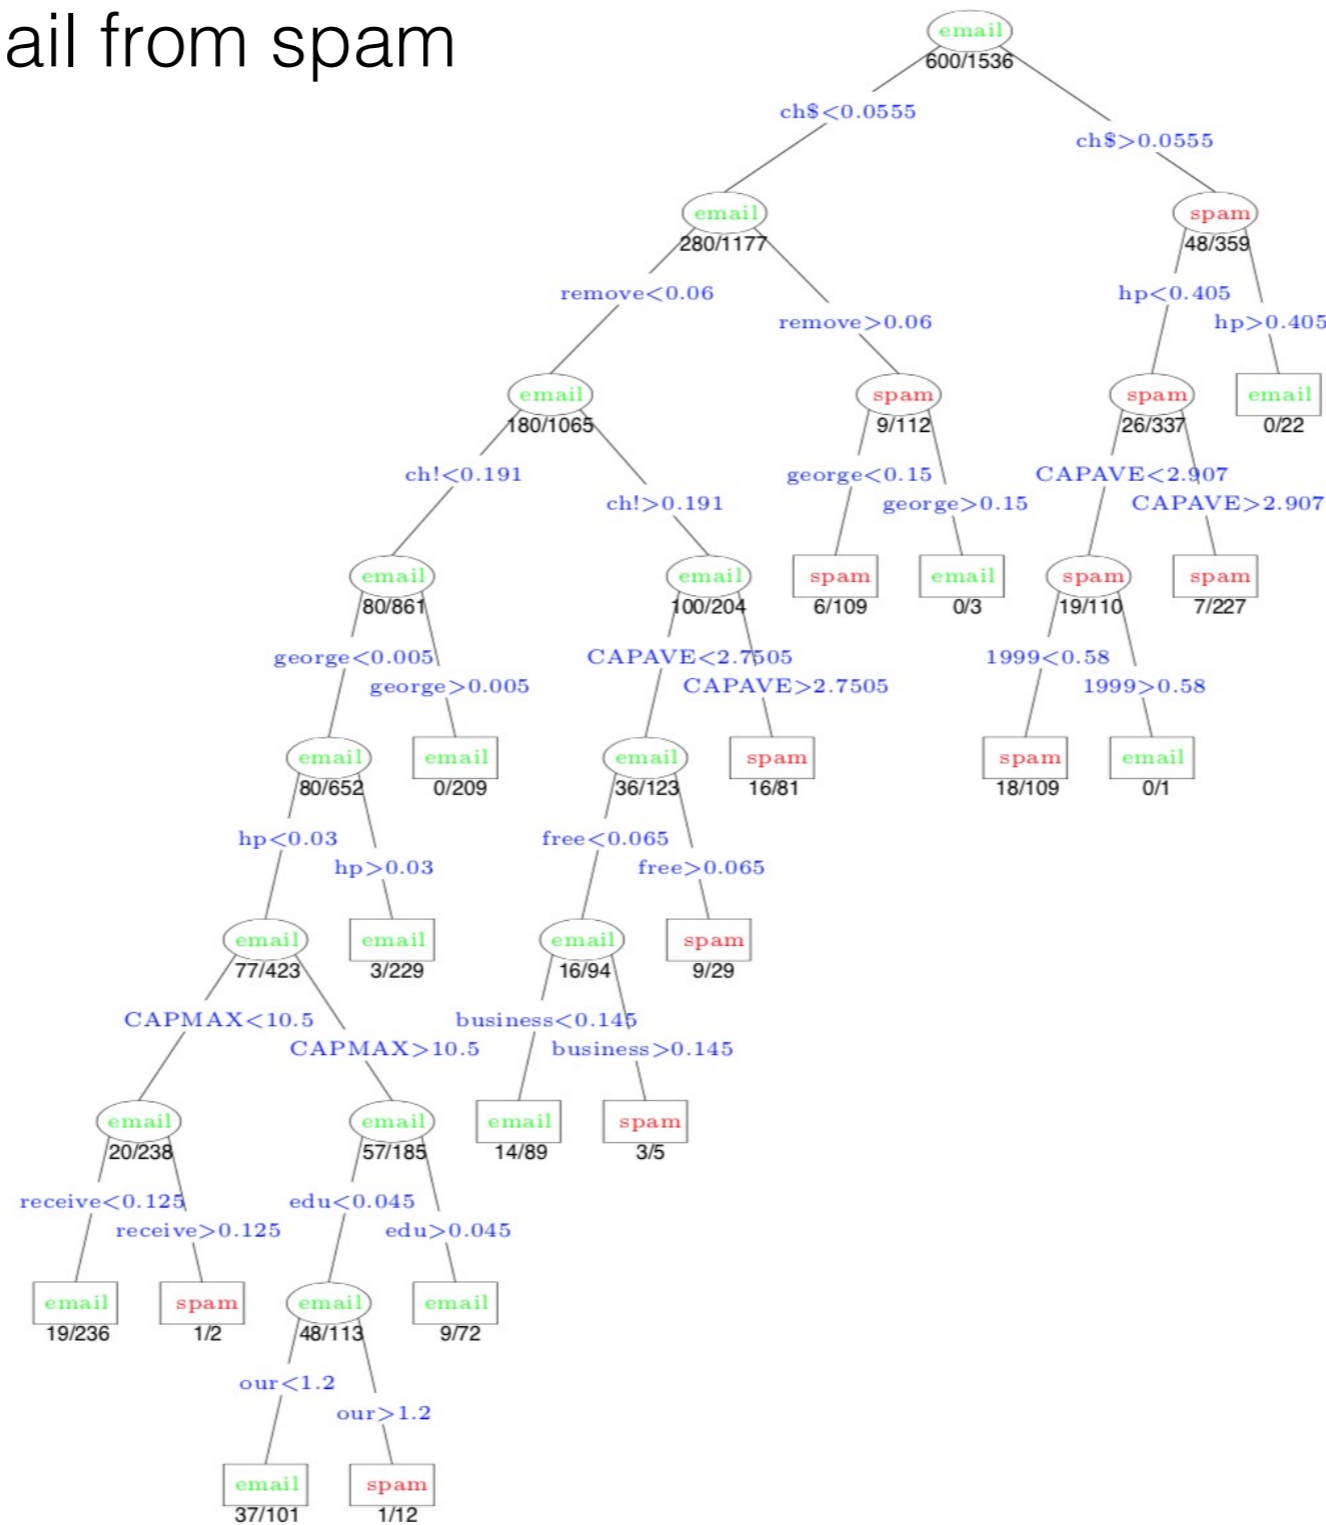 ail from spam
email
600/1536
ch$<0.0555
ch$>0.0555
email
spam
280/1177
48/359
remove<0.06
hp<0.405
remove>0.06
hp>0.405
email
spam
spam
email
180/1065
9/112
26/337
0/22
ch!<0.191
george<0.15
CAPAVE<2.907
ch!>0.191
george>0.15
CAPAVE>2.907
email
email
spam
email
spam
spam
80/861
100/204
6/109
0/3
19/110
7/227
george<0.005
CAPAVE<2.7505
1999<0.58
george>0.005
CAPAVE>2.7505
1999>0.58
email
email
email
spam
spam
email
80/652
0/209
36/123
16/81
18/109
0/1
hp<0.03
free<0.065
hp>0.03
free>0.065
email
email
email
spam
77/423
3/229
16/94
9/29
CAPMAX<10.5
business<0.145
CAPMAX>10.5
business>0.145
email
email
email
spam
20/238
57/185
14/89
3/5
receive<0.125
edu<0.045
receive>0.125
edu>0.045
email
spam
email
email
19/236
1/2
48/113
9/72
our<1.2
our>1.2
email
spam
37/101
1/12